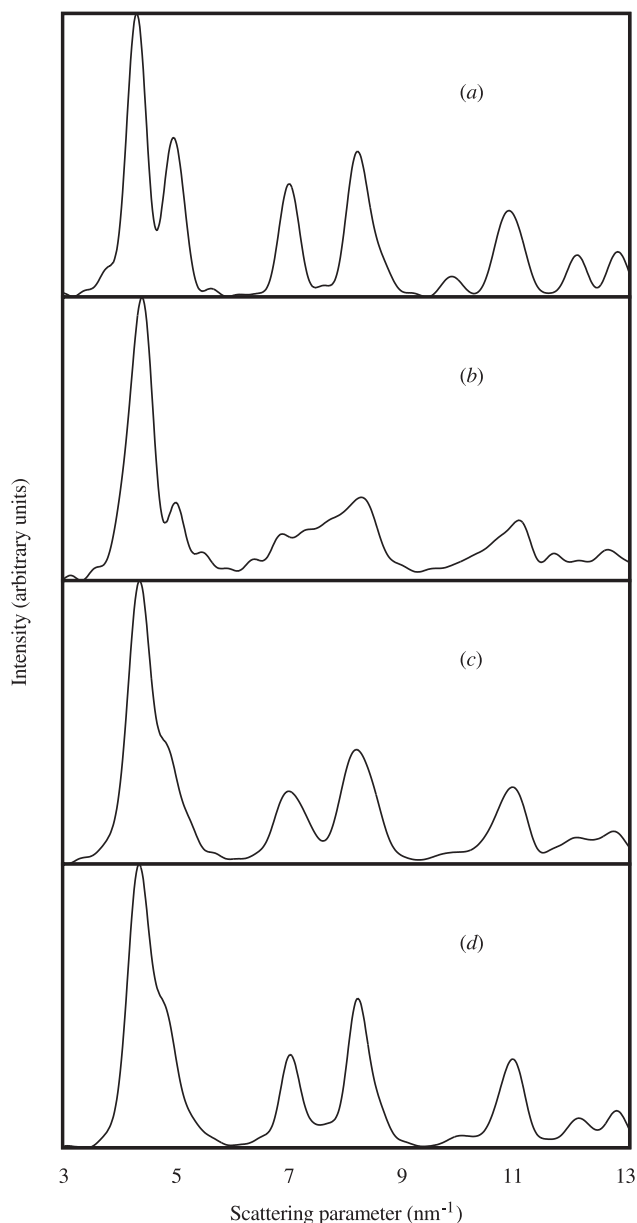 (a)
(b)
(c)
(d)
Intensity (arbitrary units)
3 5 7 9 11 13
Scattering parameter (nm⁻¹)